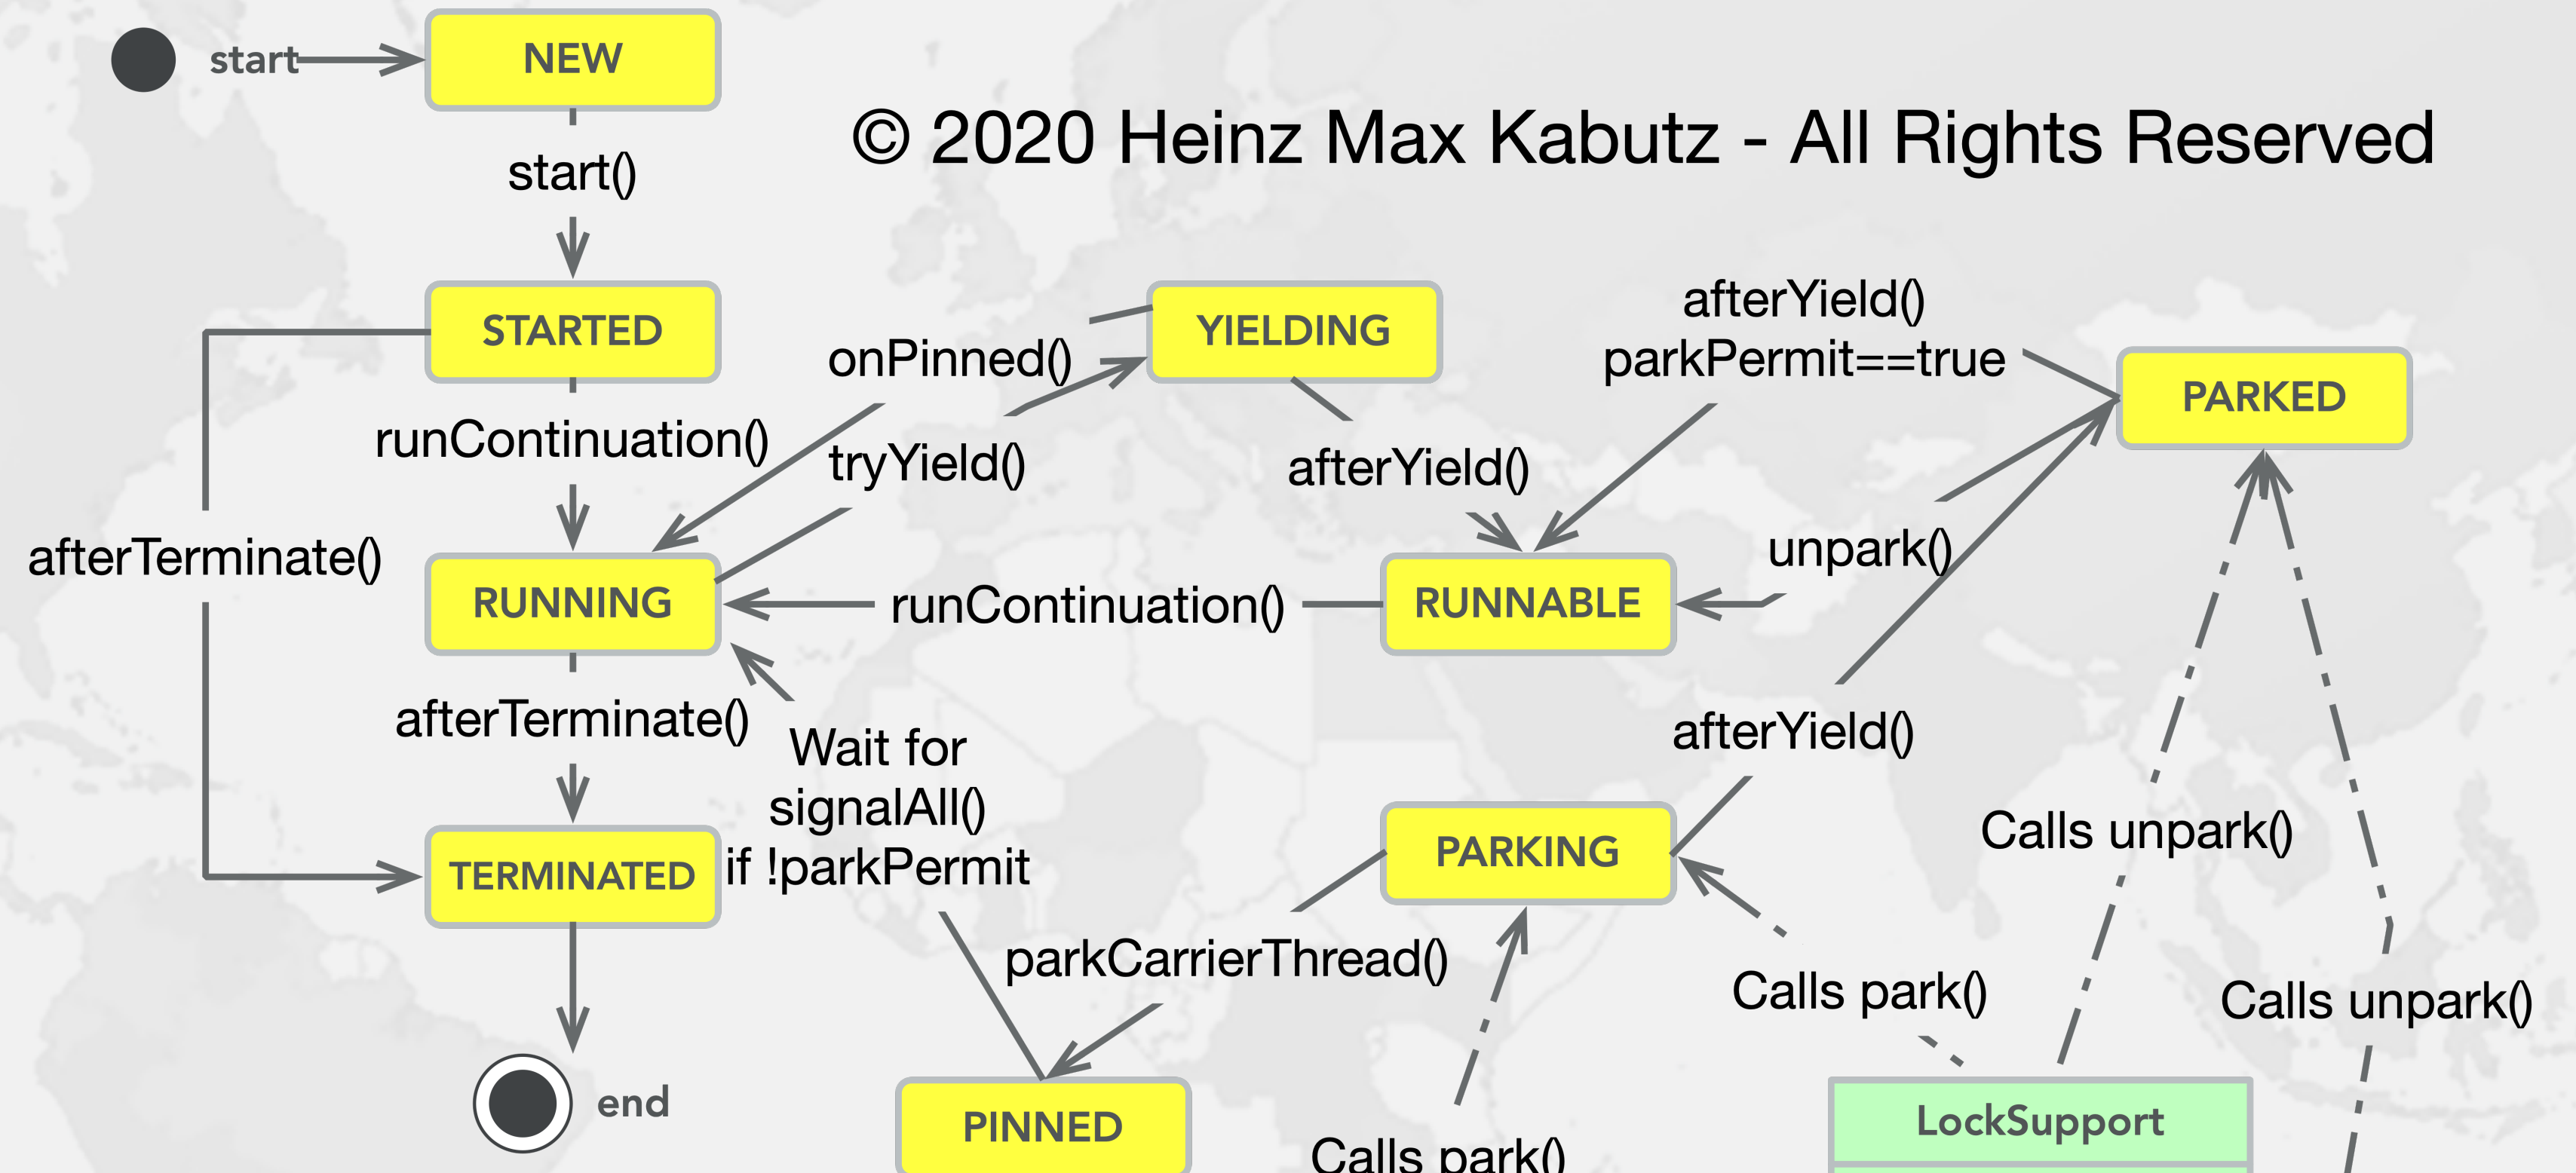 start
NEW
© 2020 Heinz Max Kabutz - All Rights Reserved
start()
STARTED
YIELDING
afterYield()
parkPermit==true
PARKED
onPinned()
runContinuation()
tryYield()
afterYield()
afterTerminate()
unpark()
RUNNING
runContinuation()
RUNNABLE
afterTerminate()
Wait for
signalAll()
if !parkPermit
afterYield()
TERMINATED
PARKING
Calls unpark()
parkCarrierThread()
Calls park()
Calls unpark()
end
PINNED
Calls park()
LockSupport